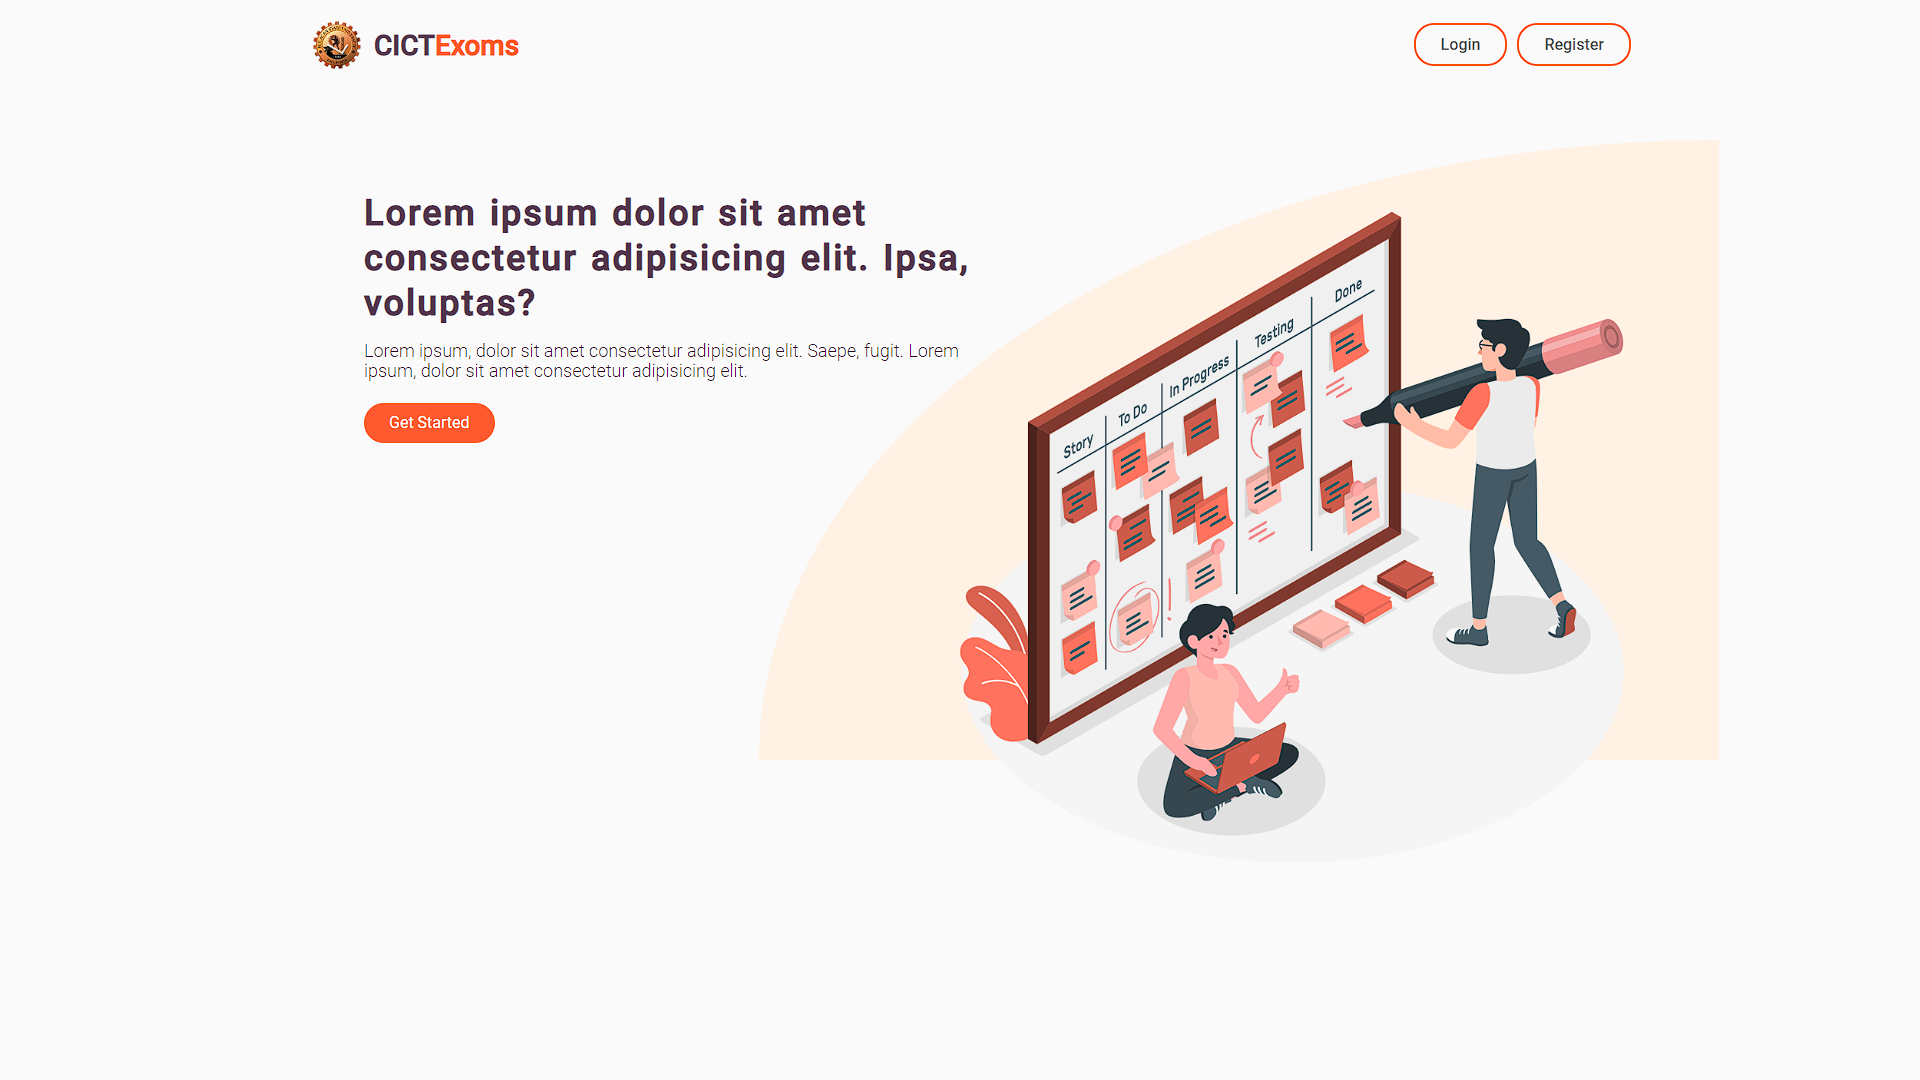 CICTExoms
Login
Register
Lorem ipsum dolor sit amet
consectetur adipisicing elit. Ipsa,
voluptas?
Lorem ipsum, dolor sit amet consectetur adipisicing elit. Saepe, fugit. Lorem
ipsum, dolor sit amet consectetur adipisicing elit.
Get Started
Story
To Do
In Progress
Testing
Done